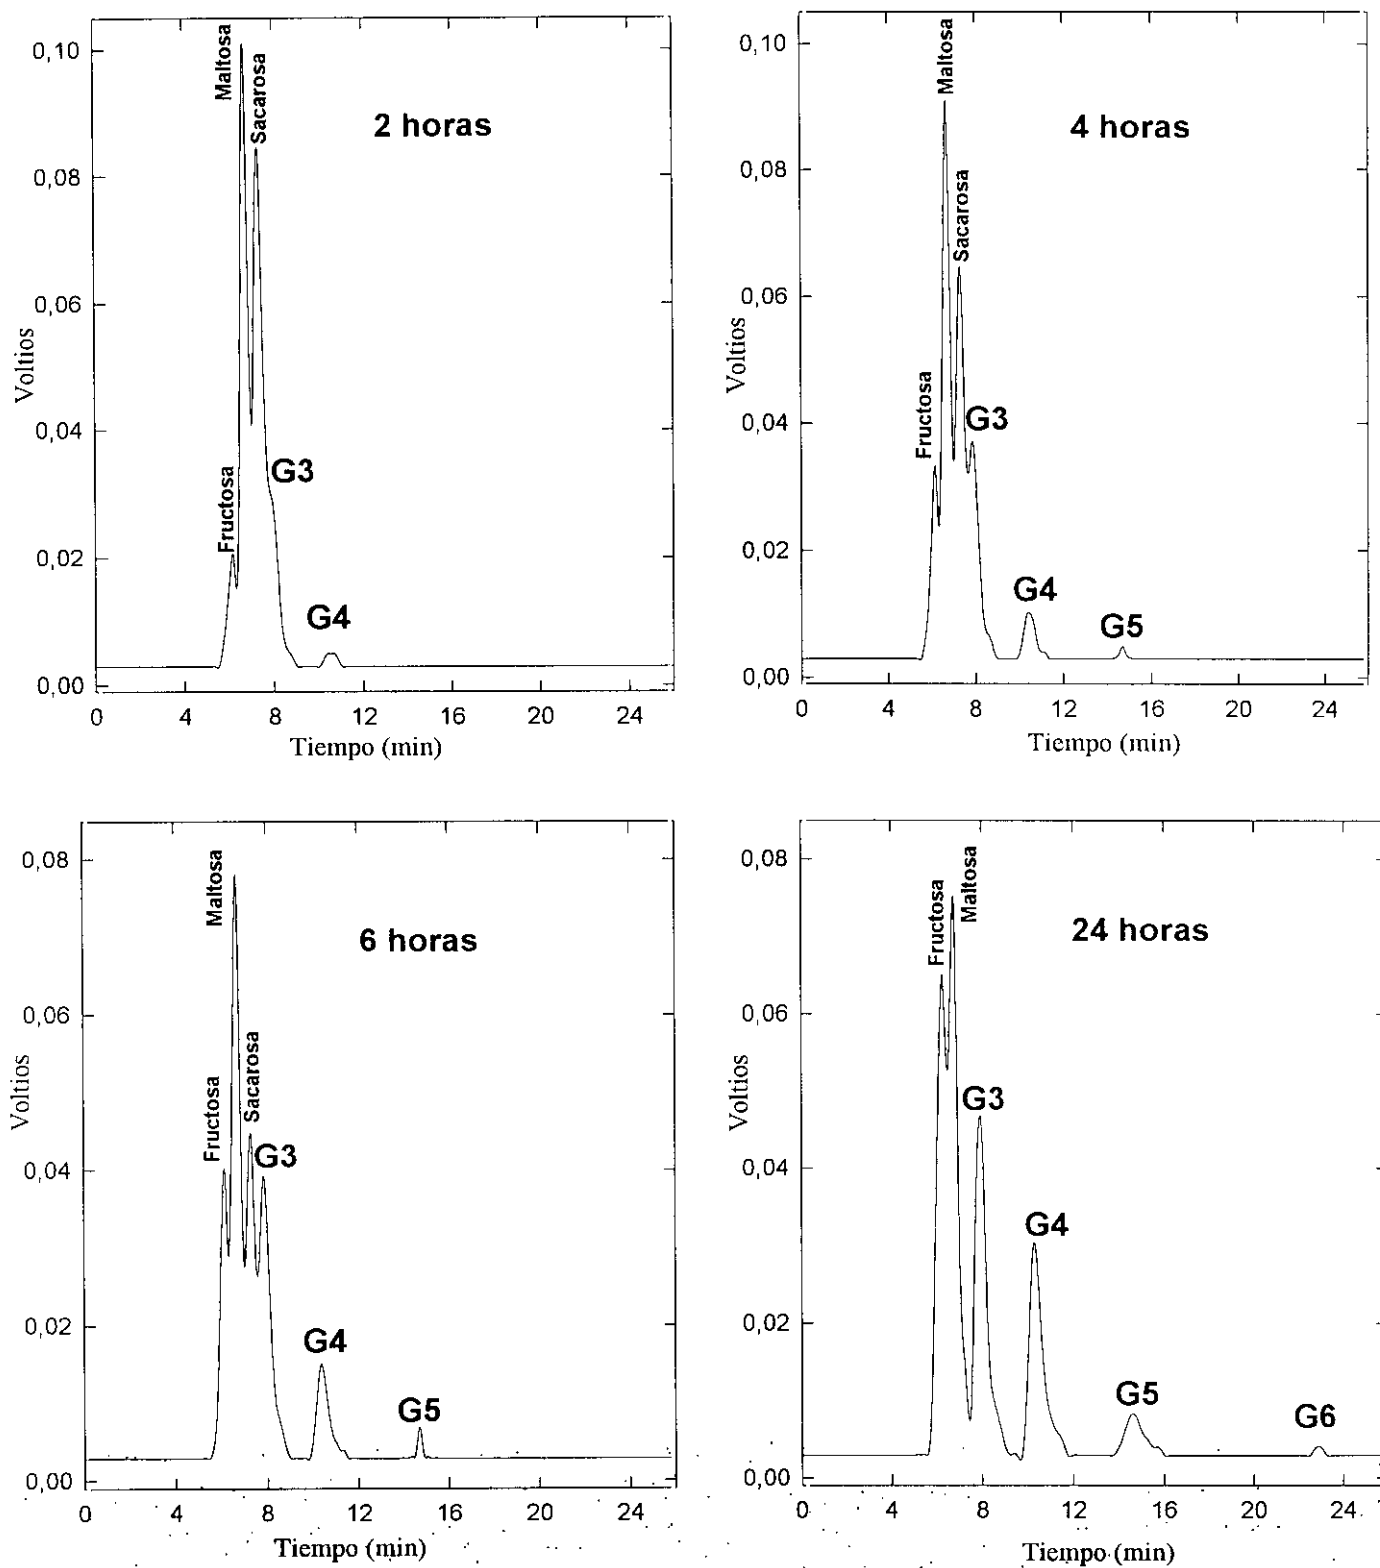 0,10
0,08
0,06
0,04
0,02
0,00
Voltios
Fructosa
Maltosa
Sacarosa
G3
G4
2 horas
0 4 8 12 16 20 24
Tiempo (min)
0,10
0,08
0,06
0,04
0,02
0,00
Voltios
Fructosa
Maltosa
Sacarosa
G3
G4
G5
4 horas
0 4 8 12 16 20 24
Tiempo (min)
0,08
0,06
0,04
0,02
0,00
Voltios
Fructosa
Maltosa
Sacarosa
G3
G4
G5
6 horas
0 4 8 12 16 20 24
Tiempo (min)
0,08
0,06
0,04
0,02
0,00
Voltios
Fructosa
Maltosa
G3
G4
G5
G6
24 horas
0 4 8 12 16 20 24
Tiempo (min)